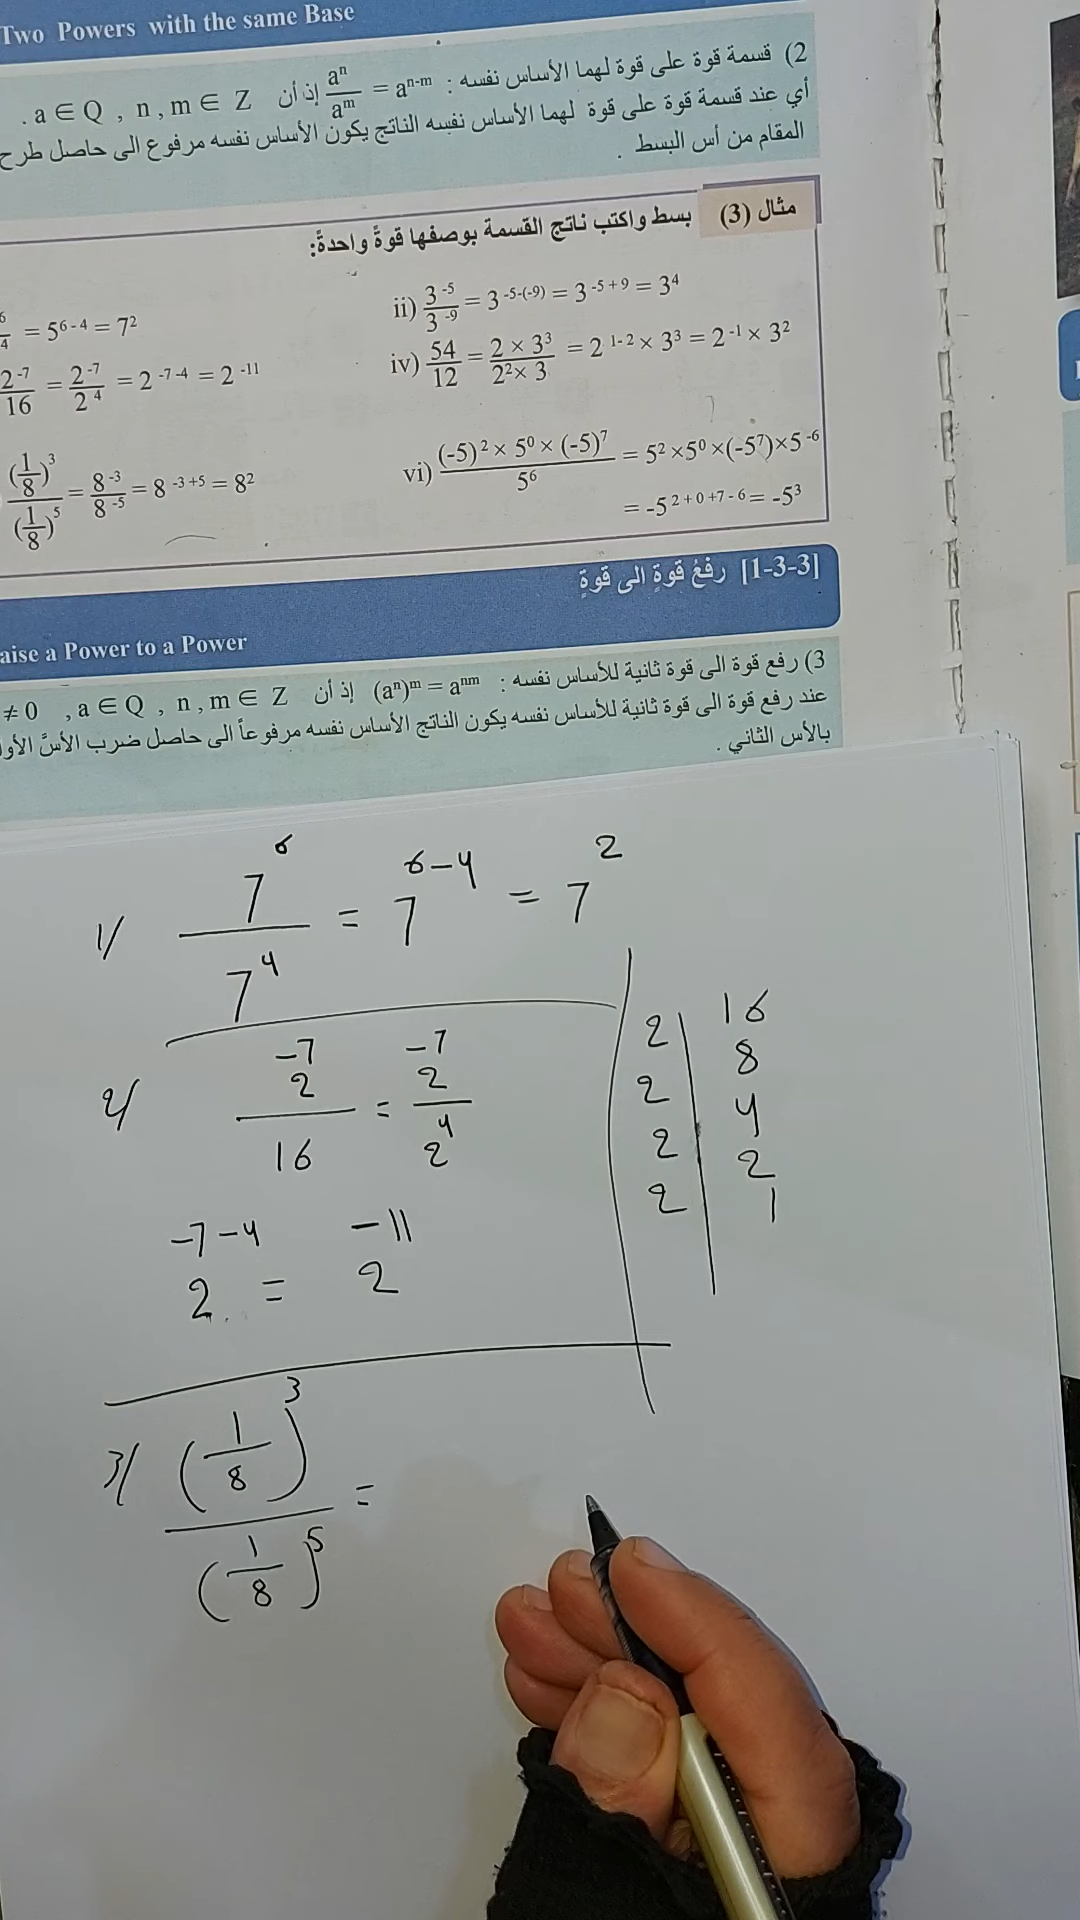 Two Powers with the same Base
2) قسمة قوة على قوة لهما الأساس نفسه : aⁿ/aᵐ = aⁿ⁻ᵐ إذ أن a ∈ Q , n , m ∈ Z .
أي عند قسمة قوة على قوة لهما الأساس نفسه الناتج يكون الأساس نفسه مرفوع الى حاصل طرح
المقام من أس البسط .
مثال (3) بسط واكتب ناتج القسمة بوصفها قوةً واحدةً:
= 5⁶⁻⁴ = 7²
ii) 3⁻⁵/3⁻⁹ = 3⁻⁵⁻⁽⁻⁹⁾ = 3⁻⁵⁺⁹ = 3⁴
2⁻⁷/16 = 2⁻⁷/2⁴ = 2⁻⁷⁻⁴ = 2⁻¹¹
iv) 54/12 = (2 × 3³)/(2² × 3) = 2¹⁻² × 3³ = 2⁻¹ × 3²
(1/8)³/(1/8)⁵ = 8⁻³/8⁻⁵ = 8⁻³⁺⁵ = 8²
vi) ((-5)² × 5⁰ × (-5)⁷)/5⁶ = 5² × 5⁰ × (-5⁷) × 5⁻⁶
= -5²⁺⁰⁺⁷⁻⁶ = -5³
[1-3-3] رفعُ قوةٍ الى قوةٍ
aise a Power to a Power
3) رفع قوة الى قوة ثانية للأساس نفسه : (aⁿ)ᵐ = aⁿᵐ إذ أن a ∈ Q , n , m ∈ Z , ≠ 0
عند رفع قوة الى قوة ثانية للأساس نفسه يكون الناتج الأساس نفسه مرفوعاً الى حاصل ضرب الأسّ الأو
بالأس الثاني .
1/ 7⁶/7⁴ = 7⁶⁻⁴ = 7²
2/ 2⁻⁷/16 = 2⁻⁷/2⁴
2⁻⁷⁻⁴ = 2⁻¹¹
2 | 16
2 | 8
2 | 4
2 | 2
1
3/ (1/8)³/(1/8)⁵ =